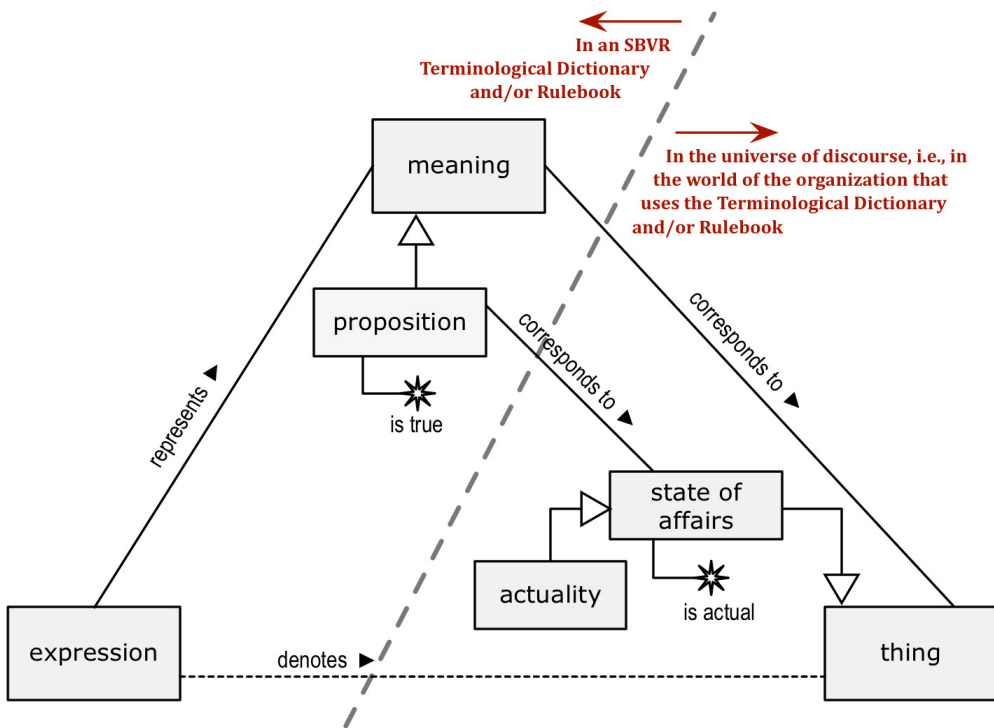 In an SBVR
Terminological Dictionary
and/or Rulebook
In the universe of discourse, i.e., in
the world of the organization that
uses the Terminological Dictionary
and/or Rulebook
meaning
proposition
is true
corresponds to
corresponds to
represents
state of
affairs
is actual
actuality
expression
denotes
thing